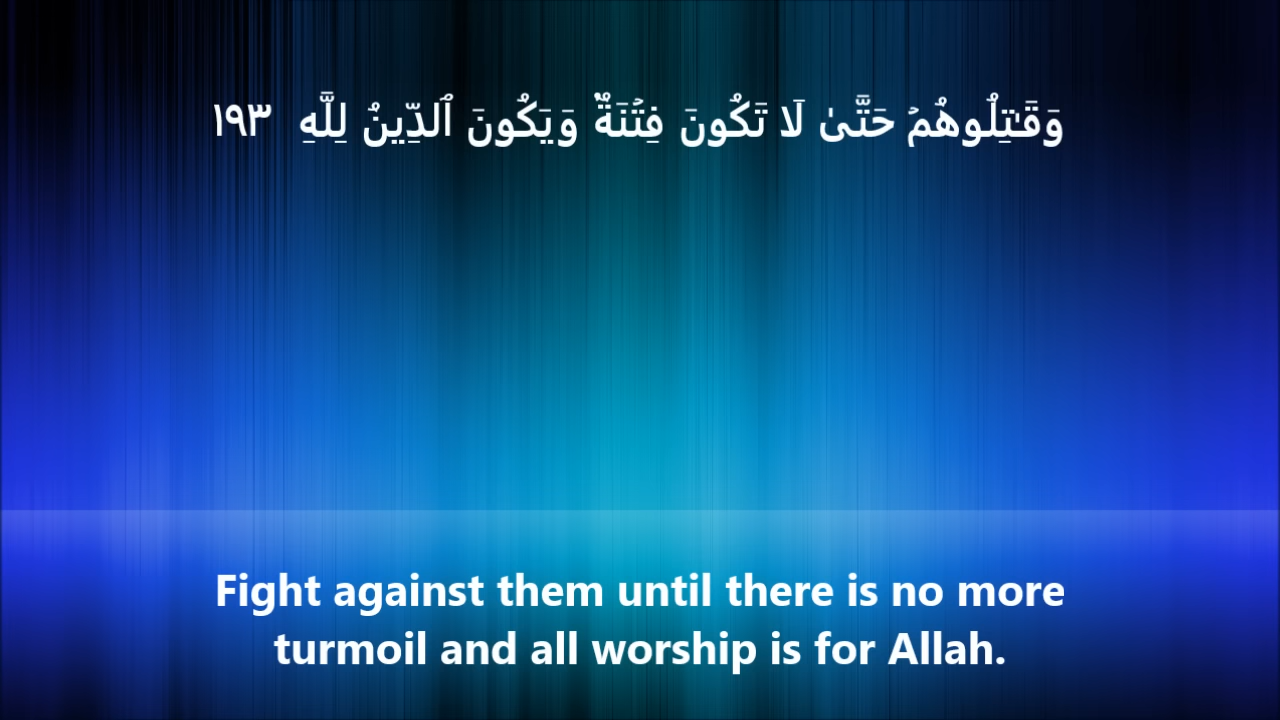 وَقَـٰتِلُوهُمۡ حَتَّىٰ لَا تَكُونَ فِتۡنَةٌ وَيَكُونَ ٱلدِّينُ لِلَّهِ ١٩٣
Fight against them until there is no more
turmoil and all worship is for Allah.